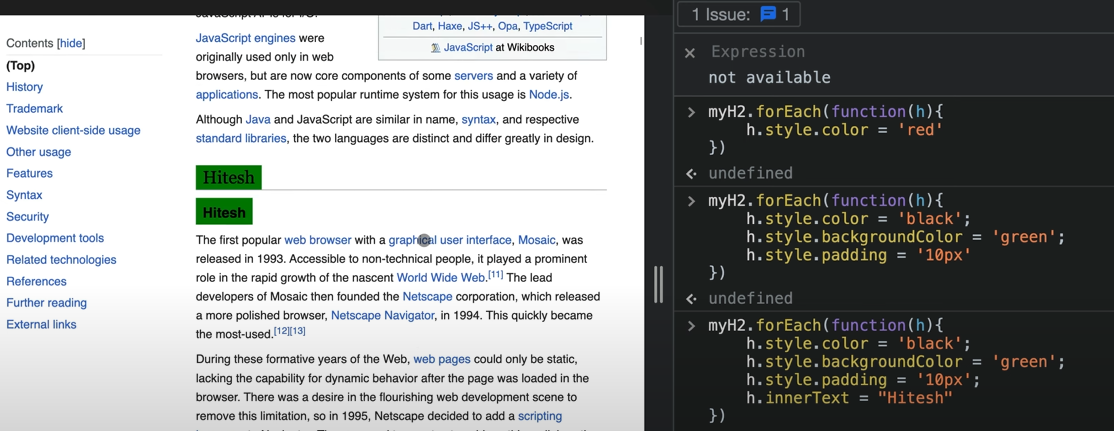 Contents [hide]
(Top)
History
Trademark
Website client-side usage
Other usage
Features
Syntax
Security
Development tools
Related technologies
References
Further reading
External links
Dart, Haxe, JS++, Opa, TypeScript
JavaScript at Wikibooks
JavaScript engines were
originally used only in web
browsers, but are now core components of some servers and a variety of
applications. The most popular runtime system for this usage is Node.js.
Although Java and JavaScript are similar in name, syntax, and respective
standard libraries, the two languages are distinct and differ greatly in design.
Hitesh
Hitesh
The first popular web browser with a graphical user interface, Mosaic, was
released in 1993. Accessible to non-technical people, it played a prominent
role in the rapid growth of the nascent World Wide Web.[11] The lead
developers of Mosaic then founded the Netscape corporation, which released
a more polished browser, Netscape Navigator, in 1994. This quickly became
the most-used.[12][13]
During these formative years of the Web, web pages could only be static,
lacking the capability for dynamic behavior after the page was loaded in the
browser. There was a desire in the flourishing web development scene to
remove this limitation, so in 1995, Netscape decided to add a scripting
1 Issue: 1
Expression
not available
myH2.forEach(function(h){
h.style.color = 'red'
})
undefined
myH2.forEach(function(h){
h.style.color = 'black';
h.style.backgroundColor = 'green';
h.style.padding = '10px'
})
undefined
myH2.forEach(function(h){
h.style.color = 'black';
h.style.backgroundColor = 'green';
h.style.padding = '10px';
h.innerText = "Hitesh"
})